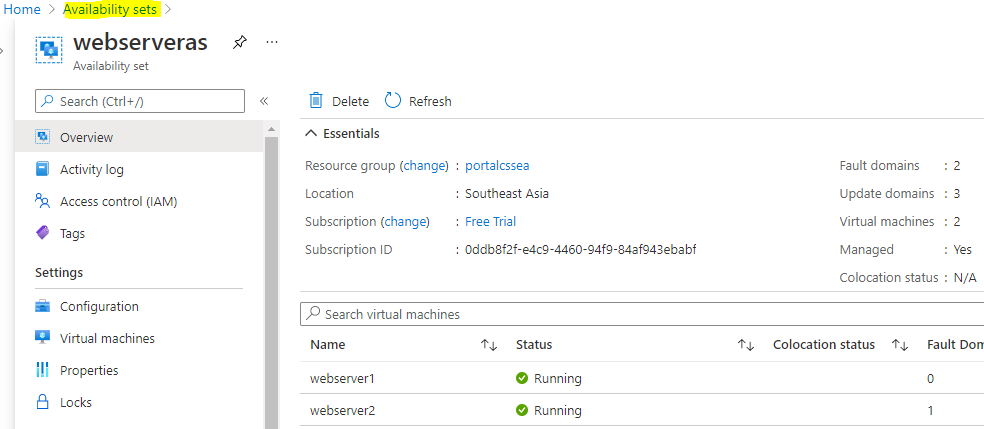 Home > Availability sets >
webserveras
...
Availability set
Search (Ctrl+/)
«
Overview
Activity log
Access control (IAM)
Tags
Settings
Configuration
Virtual machines
Properties
Locks
Delete
Refresh
Essentials
Resource group (change) : portalcssea
Location : Southeast Asia
Subscription (change) : Free Trial
Subscription ID : 0ddb8f2f-e4c9-4460-94f9-84af943ebabf
Fault domains : 2
Update domains : 3
Virtual machines : 2
Managed : Yes
Colocation status : N/A
Search virtual machines
Name Status Colocation status Fault Dom
webserver1 Running 0
webserver2 Running 1